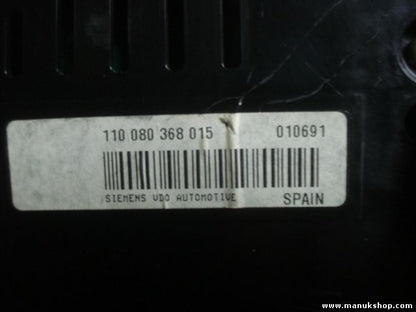 110 080 368 015 010691
SIEMENS VDO AUTOMOTIVE SPAIN
www.manukshop.com